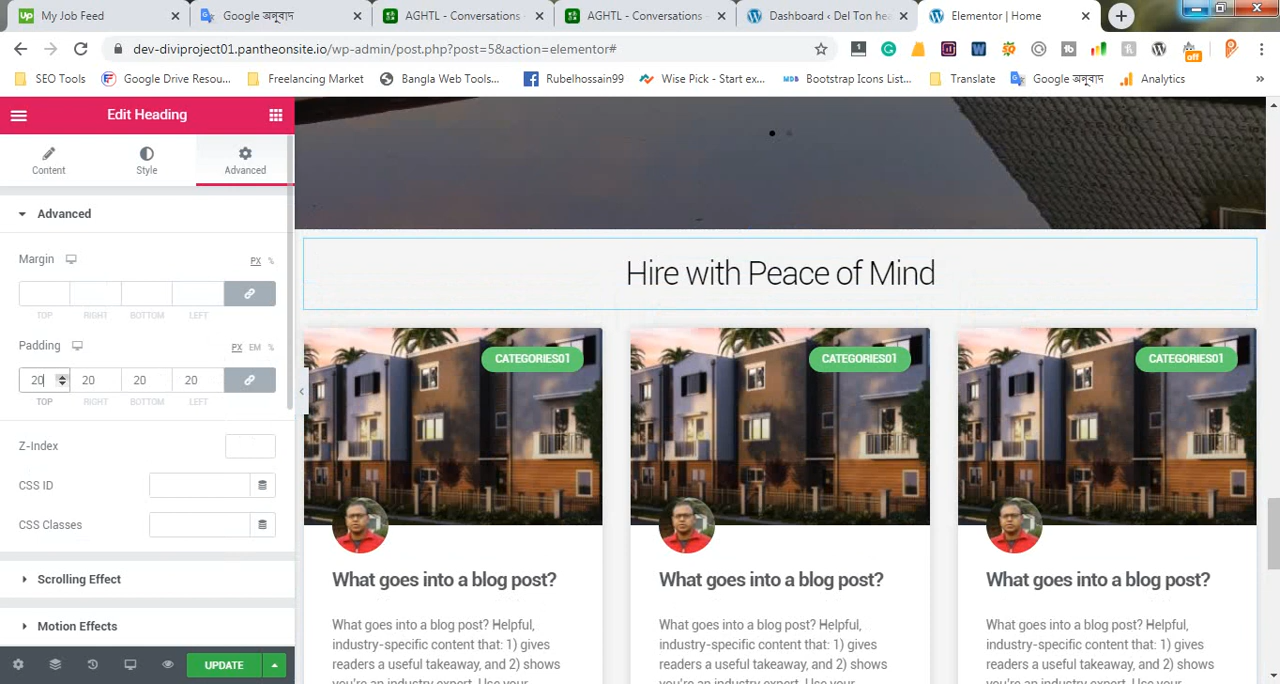 My Job Feed
Google অনুবাদ
AGHTL - Conversations -
AGHTL - Conversations -
Dashboard ‹ Del Ton hea
Elementor | Home
dev-diviproject01.pantheonsite.io/wp-admin/post.php?post=5&action=elementor#
off
SEO Tools
Google Drive Resou...
Freelancing Market
Bangla Web Tools...
Rubelhossain99
Wise Pick - Start ex...
Bootstrap Icons List...
Translate
Google অনুবাদ
Analytics
»
Edit Heading
Content
Style
Advanced
Advanced
Margin
PX %
TOP RIGHT BOTTOM LEFT
Padding
PX EM %
20 20 20 20
TOP RIGHT BOTTOM LEFT
Z-Index
CSS ID
CSS Classes
Scrolling Effect
Motion Effects
UPDATE
Hire with Peace of Mind
CATEGORIES01
CATEGORIES01
CATEGORIES01
What goes into a blog post?
What goes into a blog post?
What goes into a blog post?
What goes into a blog post? Helpful,
industry-specific content that: 1) gives
readers a useful takeaway, and 2) shows
What goes into a blog post? Helpful,
industry-specific content that: 1) gives
readers a useful takeaway, and 2) shows
What goes into a blog post? Helpful,
industry-specific content that: 1) gives
readers a useful takeaway, and 2) shows